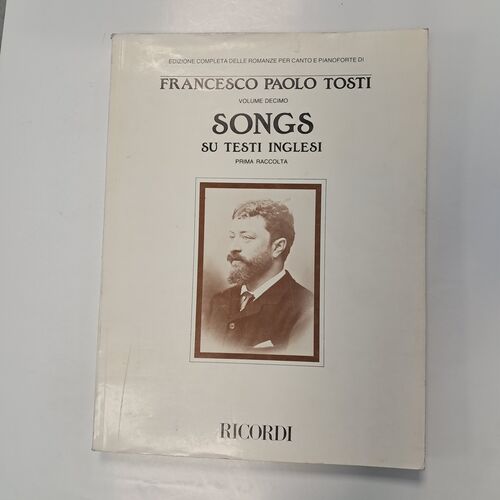 EDIZIONE COMPLETA DELLE ROMANZE PER CANTO E PIANOFORTE DI
FRANCESCO PAOLO TOSTI
VOLUME DECIMO
SONGS
SU TESTI INGLESI
PRIMA RACCOLTA
RICORDI